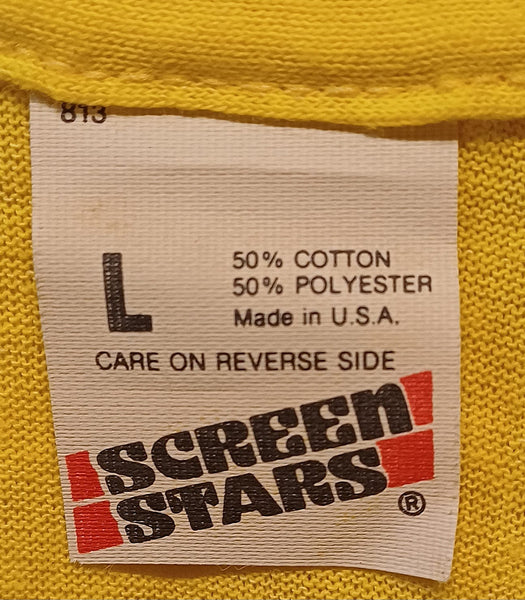 813
L
50% COTTON
50% POLYESTER
Made in U.S.A.
CARE ON REVERSE SIDE
SCREEN
STARS ®